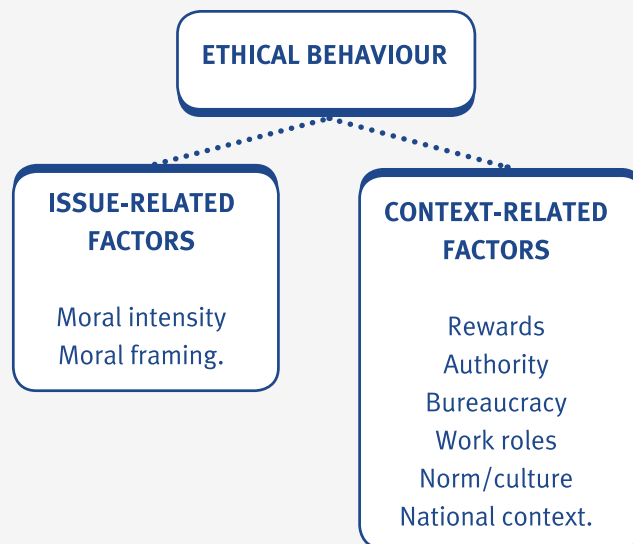 ETHICAL BEHAVIOUR
ISSUE-RELATED
FACTORS
Moral intensity
Moral framing.
CONTEXT-RELATED
FACTORS
Rewards
Authority
Bureaucracy
Work roles
Norm/culture
National context.